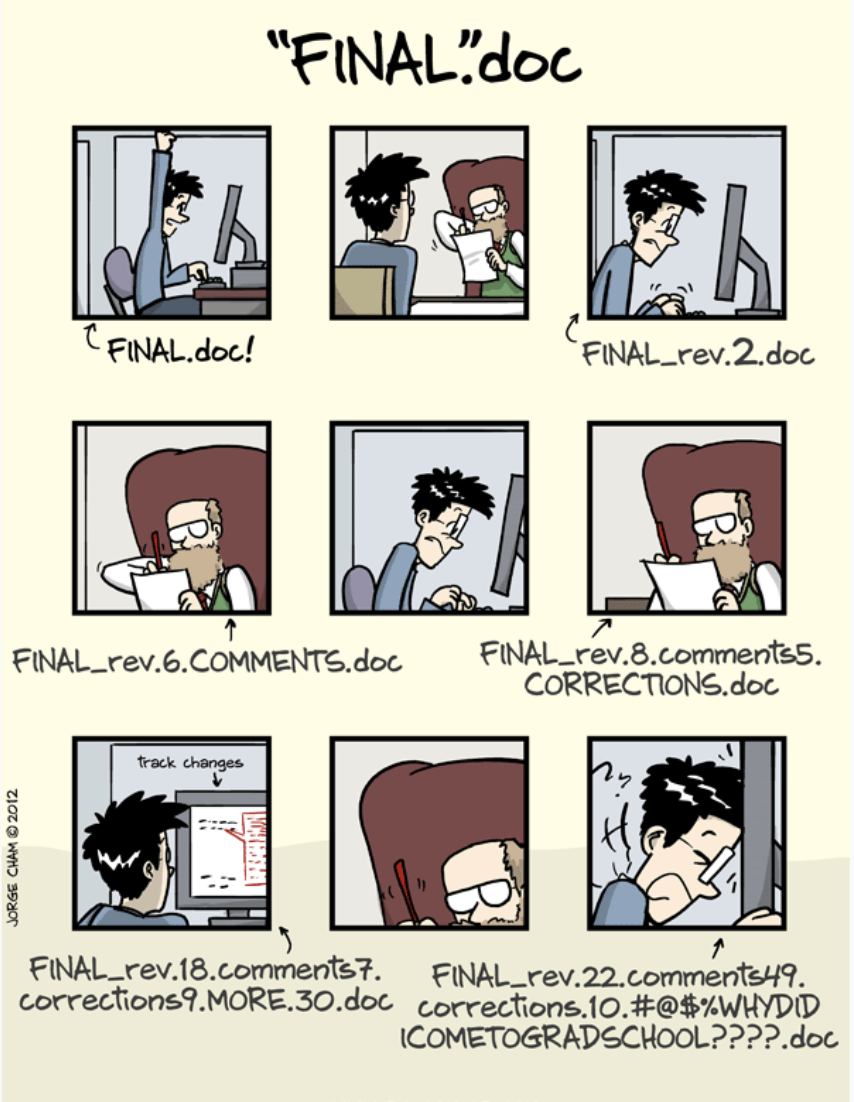 "FINAL".doc
FINAL.doc!
FINAL_rev.2.doc
FINAL_rev.6.COMMENTS.doc
FINAL_rev.8.comments5.
CORRECTIONS.doc
track changes
FINAL_rev.18.comments7.
corrections9.MORE.30.doc
FINAL_rev.22.comments49.
corrections.10.#@$%WHYDID
ICOMETOGRADSCHOOL????.doc
JORGE CHAM © 2012